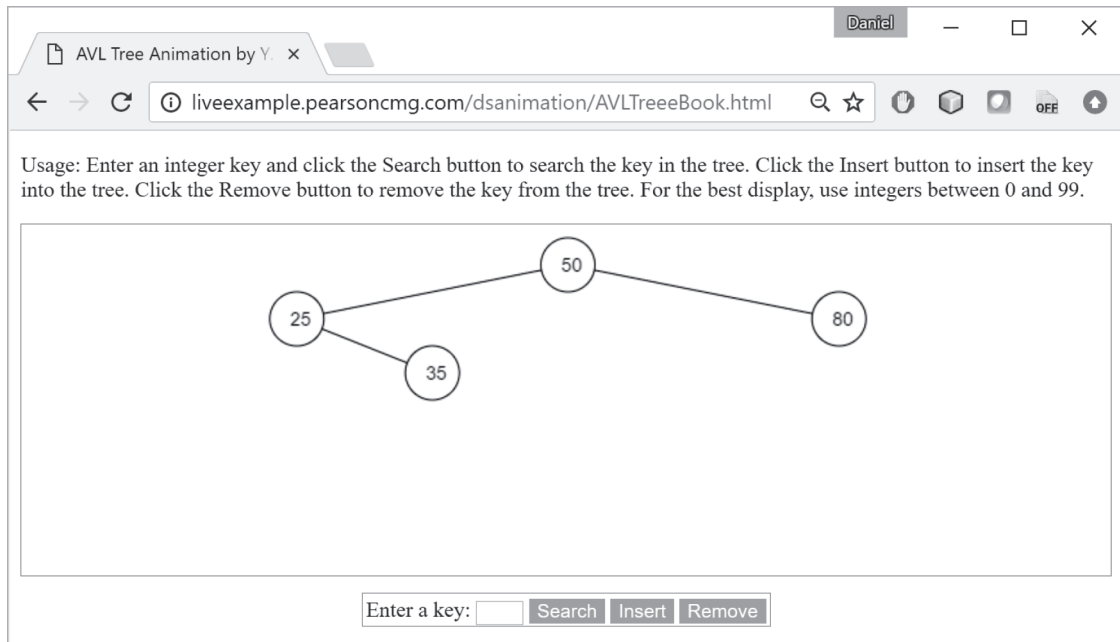 Daniel
AVL Tree Animation by Y.
liveexample.pearsoncmg.com/dsanimation/AVLTreeeBook.html
OFF
Usage: Enter an integer key and click the Search button to search the key in the tree. Click the Insert button to insert the key
into the tree. Click the Remove button to remove the key from the tree. For the best display, use integers between 0 and 99.
50
25
80
35
Enter a key: Search Insert Remove